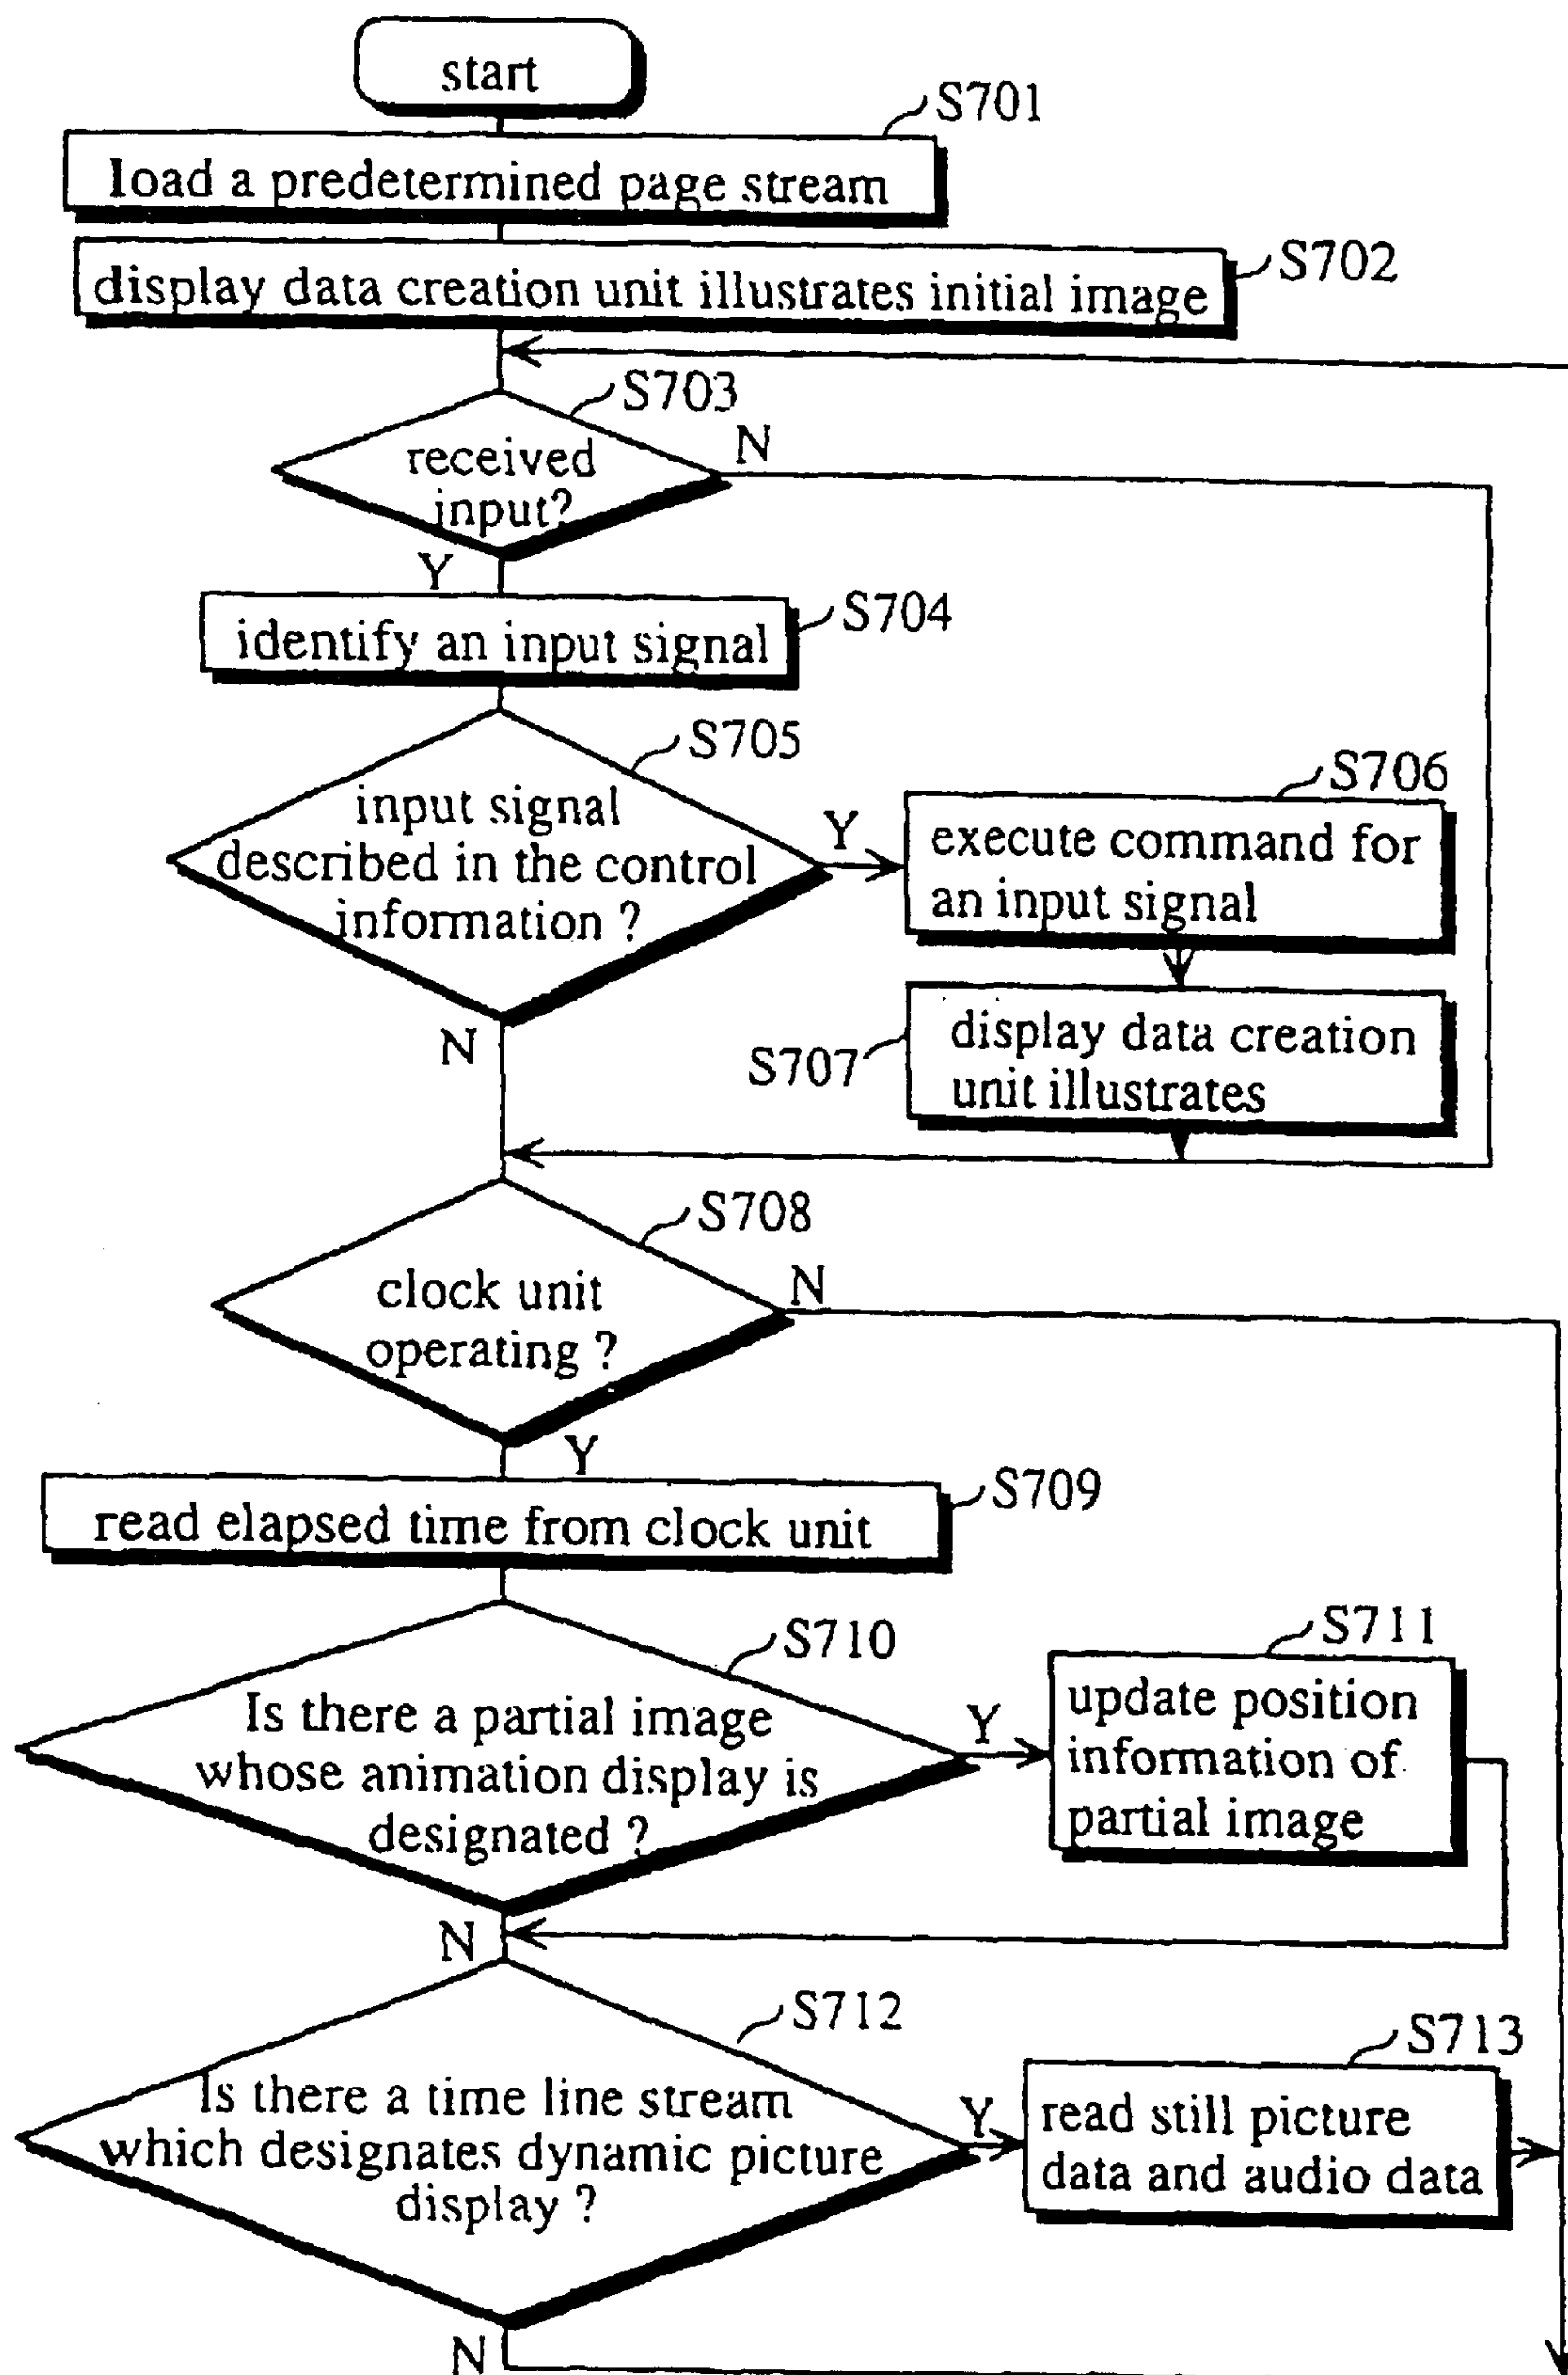 start
S701
load a predetermined page stream
S702
display data creation unit illustrates initial image
S703
received
input?
N
Y
S704
identify an input signal
S705
input signal
described in the control
information ?
Y
N
S706
execute command for
an input signal
S707
display data creation
unit illustrates
S708
clock unit
operating ?
N
Y
S709
read elapsed time from clock unit
S710
Is there a partial image
whose animation display is
designated ?
Y
N
S711
update position
information of
partial image
S712
Is there a time line stream
which designates dynamic picture
display ?
Y
N
S713
read still picture
data and audio data